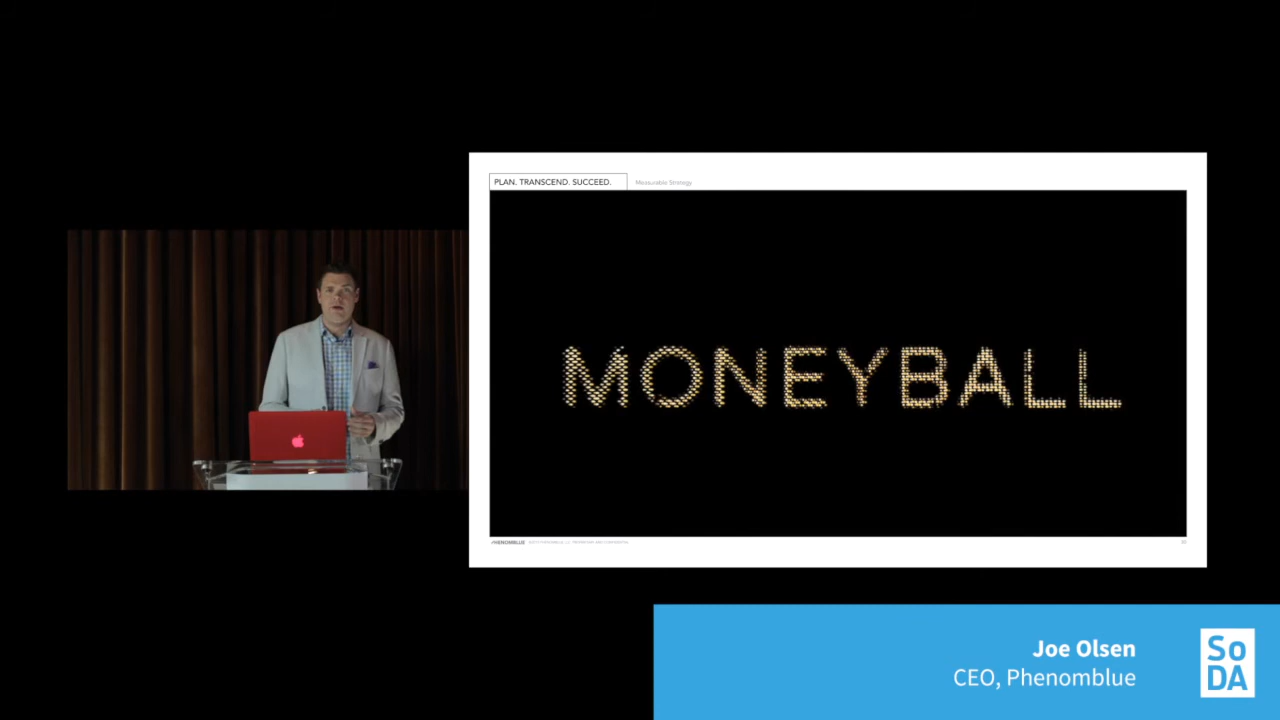 PLAN. TRANSCEND. SUCCEED.
Measurable Strategy
MONEYBALL
PHENOMBLUE
Joe Olsen
CEO, Phenomblue
So
DA